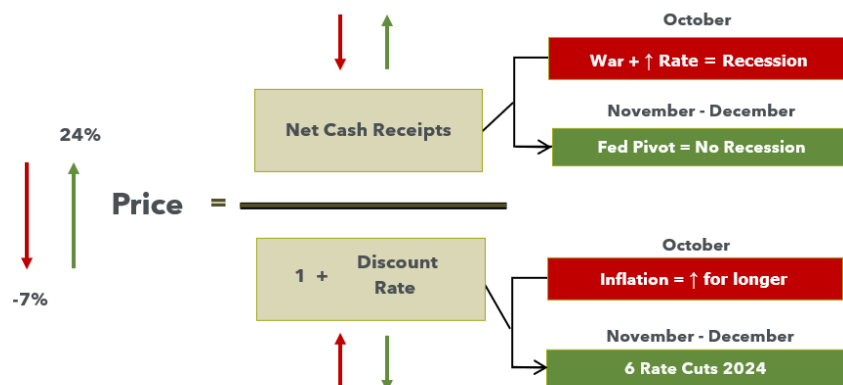 October
War + ↑ Rate = Recession
Net Cash Receipts
November - December
Fed Pivot = No Recession
24%
Price =
-7%
1 + Discount
Rate
October
Inflation = ↑ for longer
November - December
6 Rate Cuts 2024